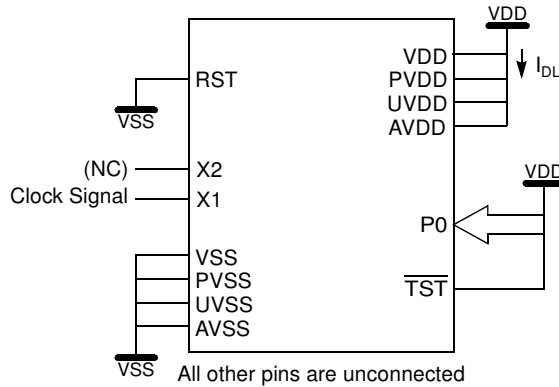 VDD
VDD
I_DL
RST
PVDD
UVDD
VSS
AVDD
(NC)
X2
VDD
Clock Signal
X1
P0
VSS
PVSS
TST
UVSS
AVSS
VSS
All other pins are unconnected